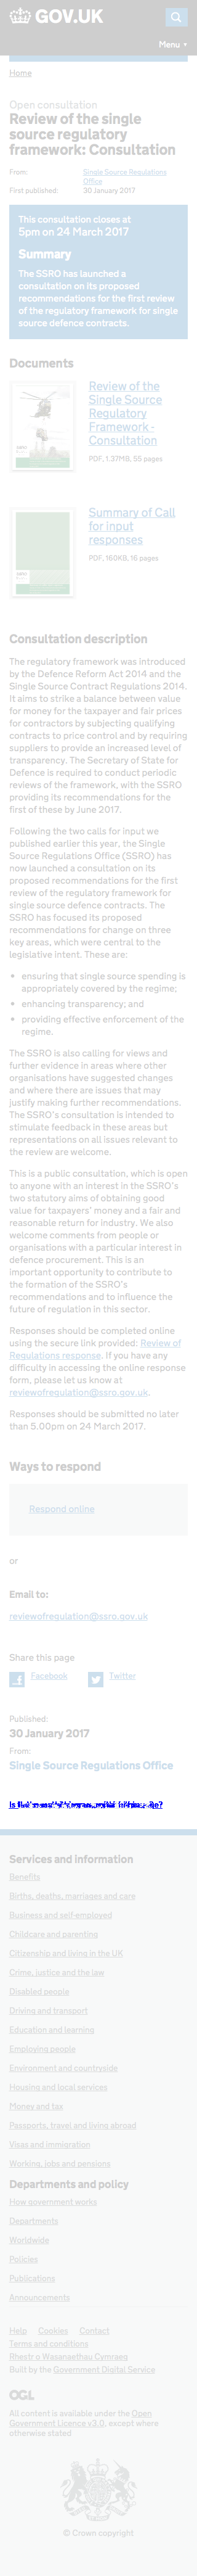 GOV.UK
Menu
Home
Open consultation
Review of the single
source regulatory
framework: Consultation
From: Single Source Regulations
Office
First published: 30 January 2017
This consultation closes at
5pm on 24 March 2017
Summary
The SSRO has launched a
consultation on its proposed
recommendations for the first review
of the regulatory framework for single
source defence contracts.
Documents
Review of the
Single Source
Regulatory
Framework -
Consultation
PDF, 1.37MB, 55 pages
Summary of Call
for input
responses
PDF, 160KB, 16 pages
Consultation description
The regulatory framework was introduced
by the Defence Reform Act 2014 and the
Single Source Contract Regulations 2014.
It aims to strike a balance between value
for money for the taxpayer and fair prices
for contractors by subjecting qualifying
contracts to price control and by requiring
suppliers to provide an increased level of
transparency. The Secretary of State for
Defence is required to conduct periodic
reviews of the framework, with the SSRO
providing its recommendations for the
first of these by June 2017.
Following the two calls for input we
published earlier this year, the Single
Source Regulations Office (SSRO) has
now launched a consultation on its
proposed recommendations for the first
review of the regulatory framework for
single source defence contracts. The
SSRO has focused its proposed
recommendations for change on three
key areas, which were central to the
legislative intent. These are:
• ensuring that single source spending is
appropriately covered by the regime;
• enhancing transparency; and
• providing effective enforcement of the
regime.
The SSRO is also calling for views and
further evidence in areas where other
organisations have suggested changes
and where there are issues that may
justify making further recommendations.
The SSRO's consultation is intended to
stimulate evidence about these areas but
representations on all issues relevant to
the review are welcome.
This is a public consultation, which is open
to anyone with an interest in the SSRO's
two statutory aims of obtaining good
value for taxpayers' money and a fair and
reasonable return for industry. We also
welcome comments from people or
organisations with a particular interest in
defence procurement. This is an
important opportunity to contribute to
the formation of the SSRO's
recommendations and to influence the
future of regulation in this sector.
Responses should be completed online
using the secure link provided: Review of
Regulations response. If you have any
difficulty in accessing the online response
form, please let us know at
reviewofregulation@ssro.gov.uk.
Responses should be submitted no later
than 5.00pm on 24 March 2017.
Ways to respond
Respond online
or
Email to:
reviewofregulation@ssro.gov.uk
Share this page
Facebook Twitter
Published:
30 January 2017
From:
Single Source Regulations Office
Services and information
Benefits
Births, deaths, marriages and care
Business and self-employed
Childcare and parenting
Citizenship and living in the UK
Crime, justice and the law
Disabled people
Driving and transport
Education and learning
Employing people
Environment and countryside
Housing and local services
Money and tax
Passports, travel and living abroad
Visas and immigration
Working, jobs and pensions
Departments and policy
How government works
Departments
Worldwide
Policies
Publications
Announcements
Help Cookies Contact
Terms and conditions
Rhestr o Wasanaethau Cymraeg
Built by the Government Digital Service
OGL
All content is available under the Open
Government Licence v3.0, except where
otherwise stated
© Crown copyright